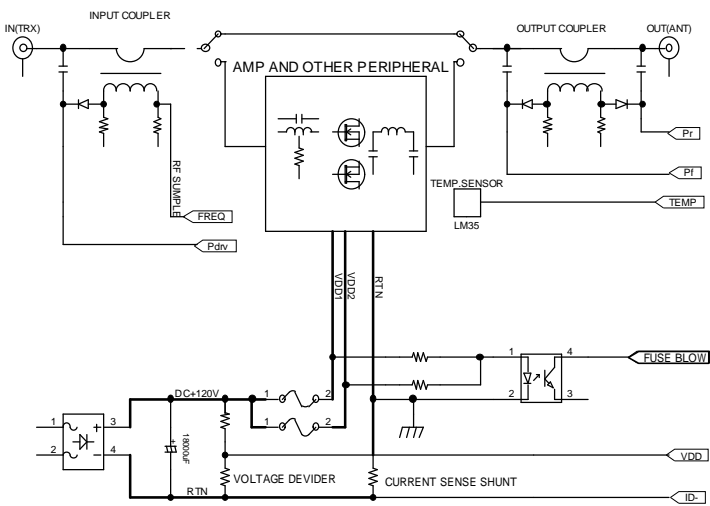 INPUT COUPLER
IN(TRX)
OUTPUT COUPLER
OUT(ANT)
AMP AND OTHER PERIPHERAL
Pr
Pf
TEMP.SENSOR
TEMP
LM35
RF SUMPLE
FREQ
Pdrv
VDD1
VDD2
RTN
1
4
FUSE BLOW
2
3
DC+120V
1
2
1
2
1
3
2
4
18000uF
VOLTAGE DEVIDER
CURRENT SENSE SHUNT
VDD
RTN
ID-